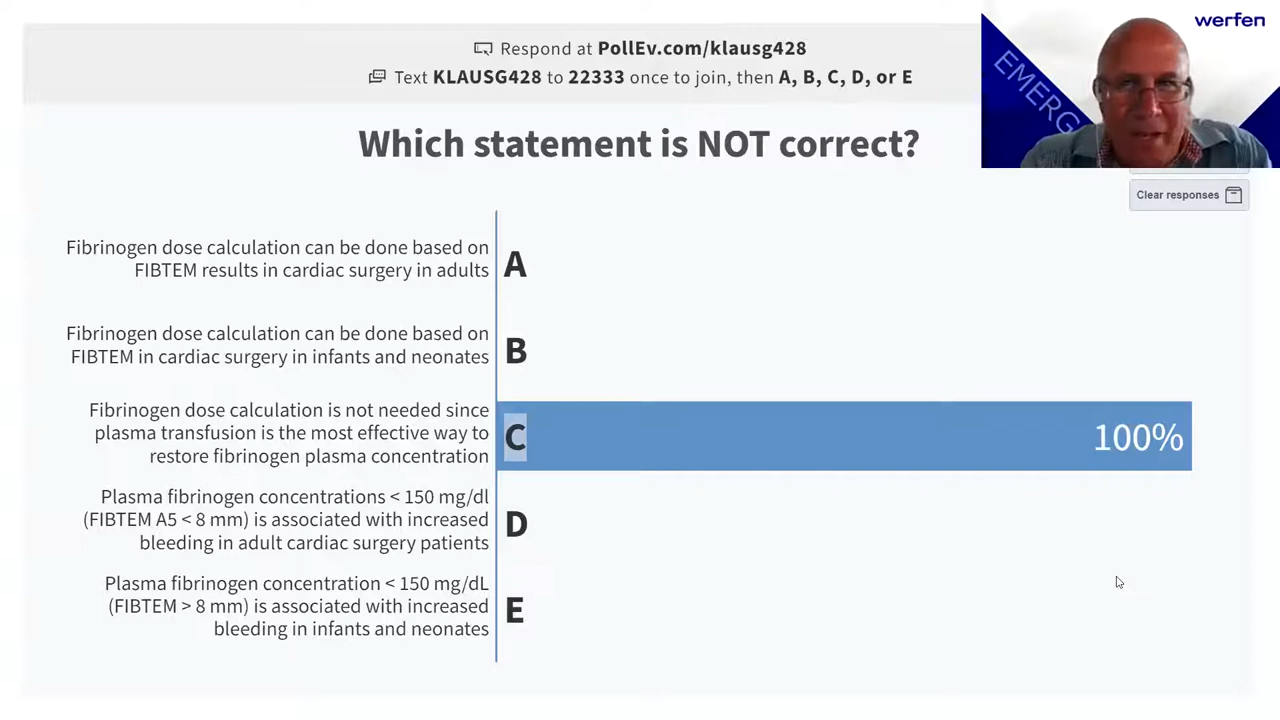 werfen
Respond at PollEv.com/klausg428
Text KLAUSG428 to 22333 once to join, then A, B, C, D, or E
EMERG
Which statement is NOT correct?
Clear responses
Fibrinogen dose calculation can be done based on
FIBTEM results in cardiac surgery in adults
A
Fibrinogen dose calculation can be done based on
FIBTEM in cardiac surgery in infants and neonates
B
Fibrinogen dose calculation is not needed since
plasma transfusion is the most effective way to
restore fibrinogen plasma concentration
C
100%
Plasma fibrinogen concentrations < 150 mg/dl
(FIBTEM A5 < 8 mm) is associated with increased
bleeding in adult cardiac surgery patients
D
Plasma fibrinogen concentration < 150 mg/dL
(FIBTEM > 8 mm) is associated with increased
bleeding in infants and neonates
E